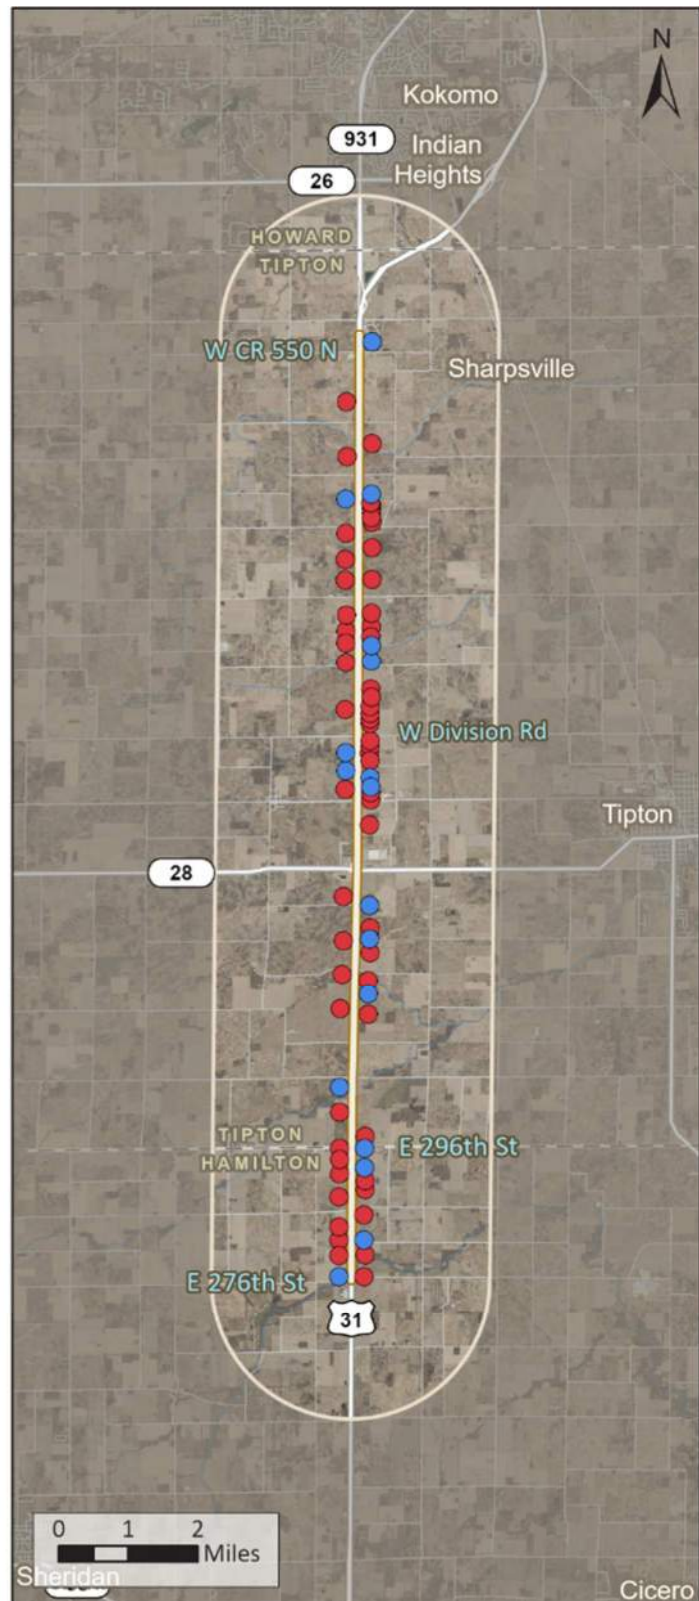 N
Kokomo
931
Indian
Heights
26
HOWARD
TIPTON
W CR 550 N
Sharpsville
W Division Rd
Tipton
28
TIPTON
HAMILTON
E 296th St
E 276th St
31
0 1 2
Miles
Sheridan
Cicero